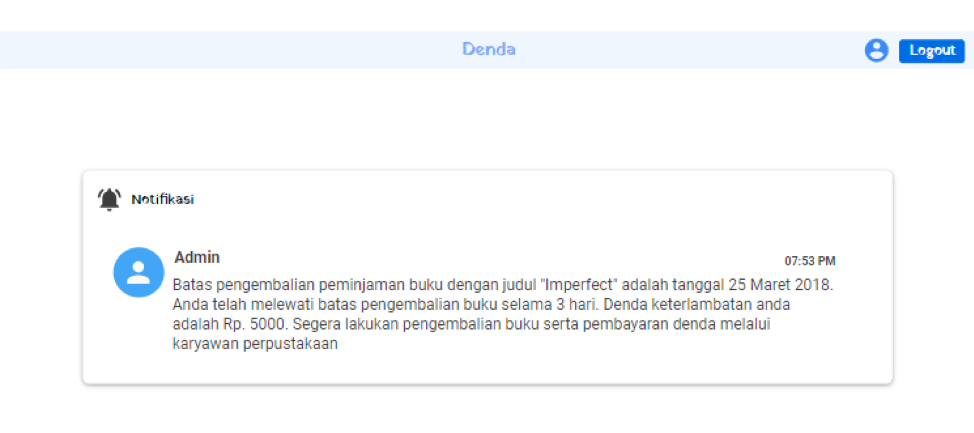 Denda
Logout
Notifikasi
Admin
07:53 PM
Batas pengembalian peminjaman buku dengan judul "Imperfect" adalah tanggal 25 Maret 2018.
Anda telah melewati batas pengembalian buku selama 3 hari. Denda keterlambatan anda
adalah Rp. 5000. Segera lakukan pengembalian buku serta pembayaran denda melalui
karyawan perpustakaan